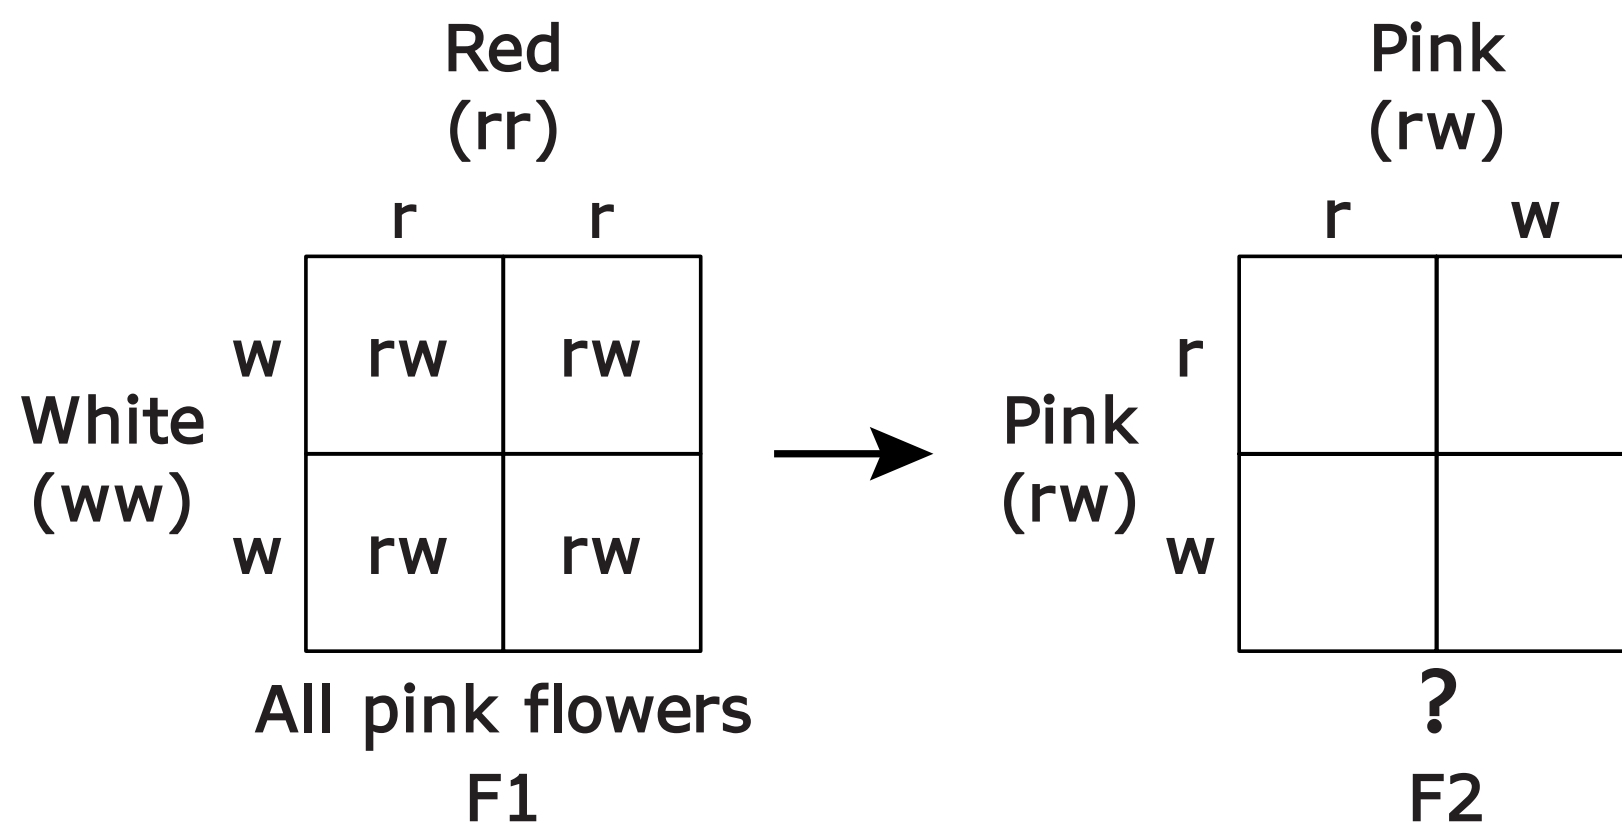 Red
(rr)
r r
w rw rw
White
(ww)
w rw rw
All pink flowers
F1
Pink
(rw)
r w
r
Pink
(rw)
w
?
F2